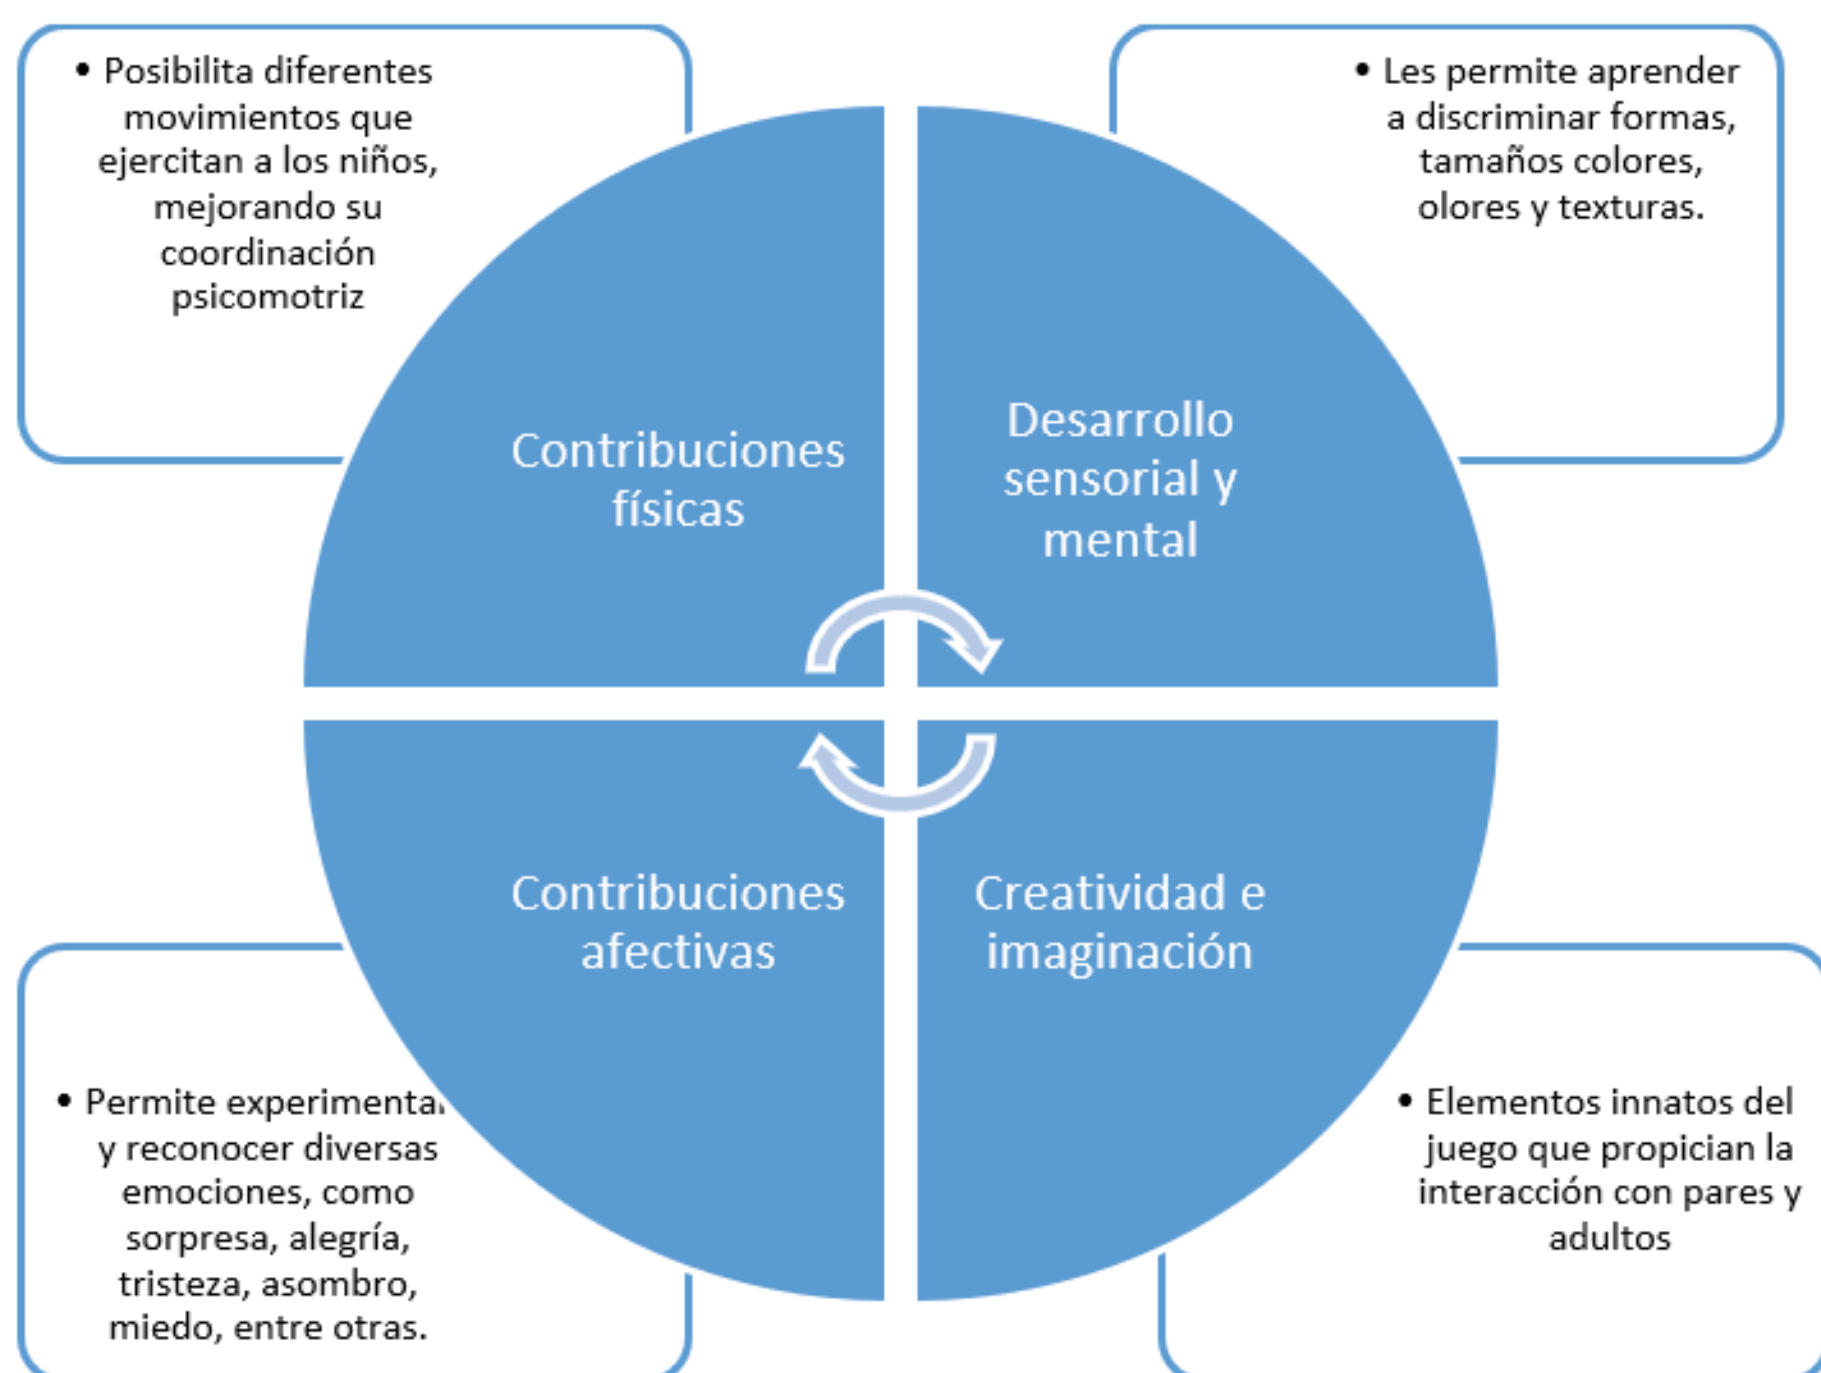 • Posibilita diferentes
movimientos que
ejercitan a los niños,
mejorando su
coordinación
psicomotriz
• Les permite aprender
a discriminar formas,
tamaños colores,
olores y texturas.
Contribuciones
físicas
Desarrollo
sensorial y
mental
Contribuciones
afectivas
Creatividad e
imaginación
• Permite experimentar
y reconocer diversas
emociones, como
sorpresa, alegría,
tristeza, asombro,
miedo, entre otras.
• Elementos innatos del
juego que propician la
interacción con pares y
adultos